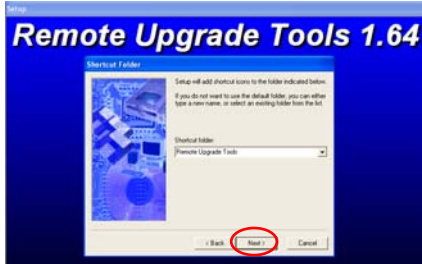 Setup
Remote Upgrade Tools 1.64
Shortcut Folder
Setup will add shortcut icons to the folder indicated below.
If you do not want to use the default folder, you can either
type a new name, or select an existing folder from the list.
Shortcut folder:
Remote Upgrade Tools
< Back Next > Cancel